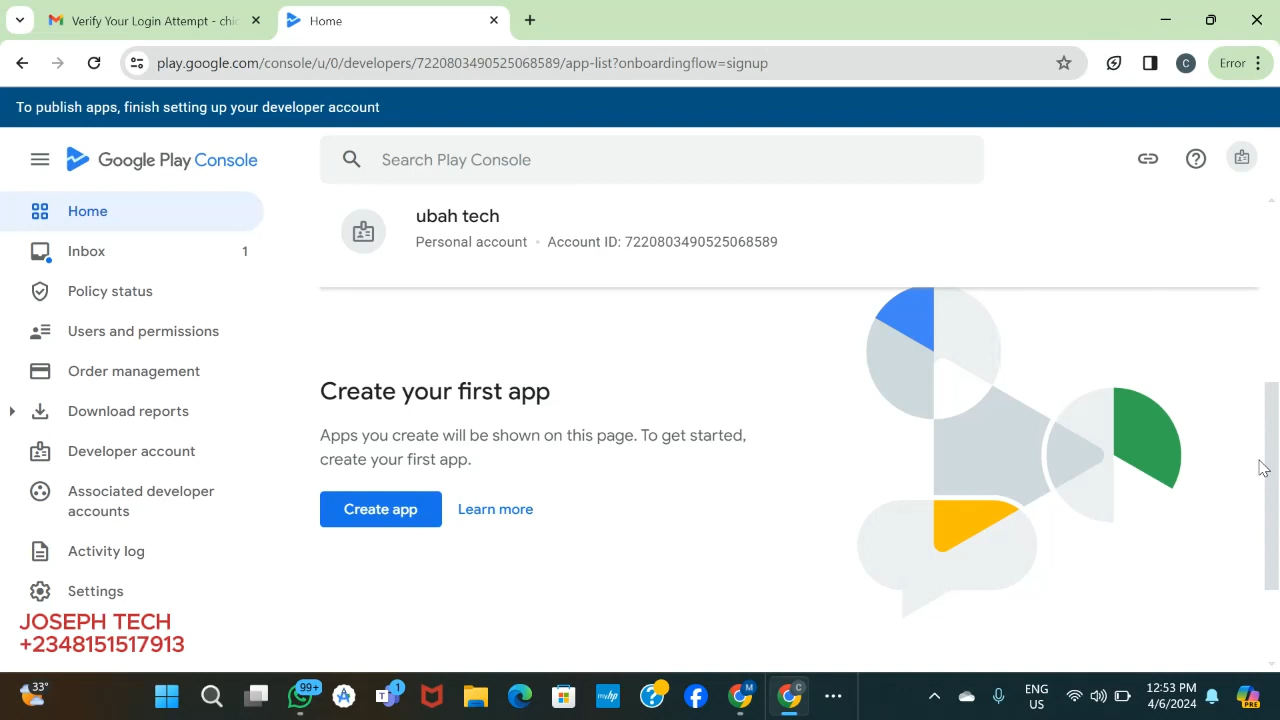 Verify Your Login Attempt - chi
Home
play.google.com/console/u/0/developers/7220803490525068589/app-list?onboardingflow=signup
C
Error
To publish apps, finish setting up your developer account
Google Play Console
Search Play Console
Home
Inbox 1
Policy status
Users and permissions
Order management
Download reports
Developer account
Associated developer
accounts
Activity log
Settings
ubah tech
Personal account • Account ID: 7220803490525068589
Create your first app
Apps you create will be shown on this page. To get started,
create your first app.
Create app
Learn more
JOSEPH TECH
+2348151517913
33°
99+
1
myhp
M
C
ENG
US
12:53 PM
4/6/2024
PRE